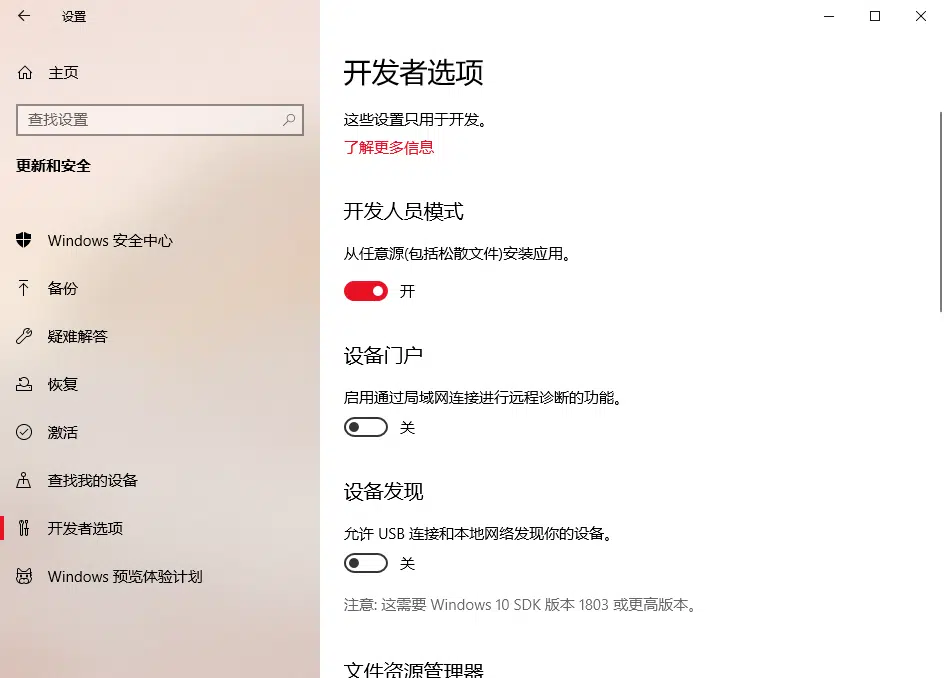 设置
主页
查找设置
更新和安全
Windows 安全中心
备份
疑难解答
恢复
激活
查找我的设备
开发者选项
Windows 预览体验计划
开发者选项
这些设置只用于开发。
了解更多信息
开发人员模式
从任意源(包括松散文件)安装应用。
开
设备门户
启用通过局域网连接进行远程诊断的功能。
关
设备发现
允许 USB 连接和本地网络发现你的设备。
关
注意: 这需要 Windows 10 SDK 版本 1803 或更高版本。
文件资源管理器